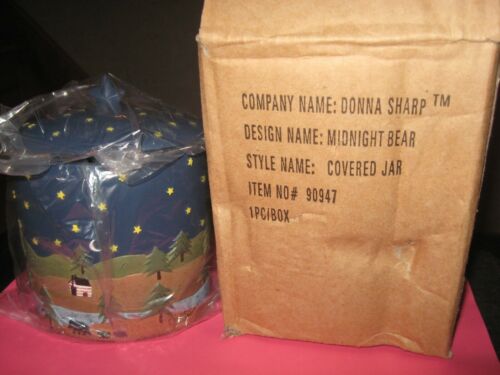 COMPANY NAME: DONNA SHARP ™
DESIGN NAME: MIDNIGHT BEAR
STYLE NAME: COVERED JAR
ITEM NO# 90947
1PC/BOX